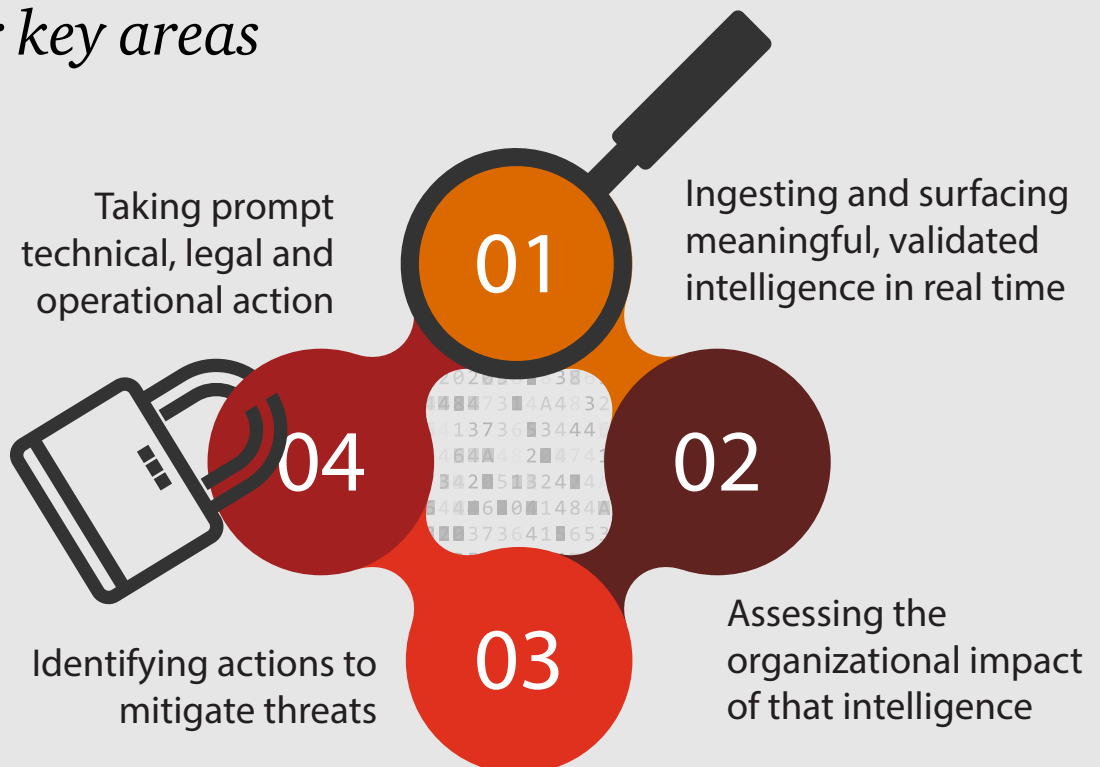 key areas
01
Ingesting and surfacing
meaningful, validated
intelligence in real time
02
Assessing the
organizational impact
of that intelligence
03
Identifying actions to
mitigate threats
04
Taking prompt
technical, legal and
operational action